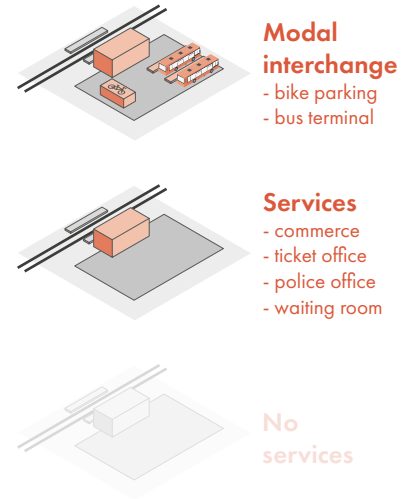 Modal
interchange
- bike parking
- bus terminal
Services
- commerce
- ticket office
- police office
- waiting room
No
services